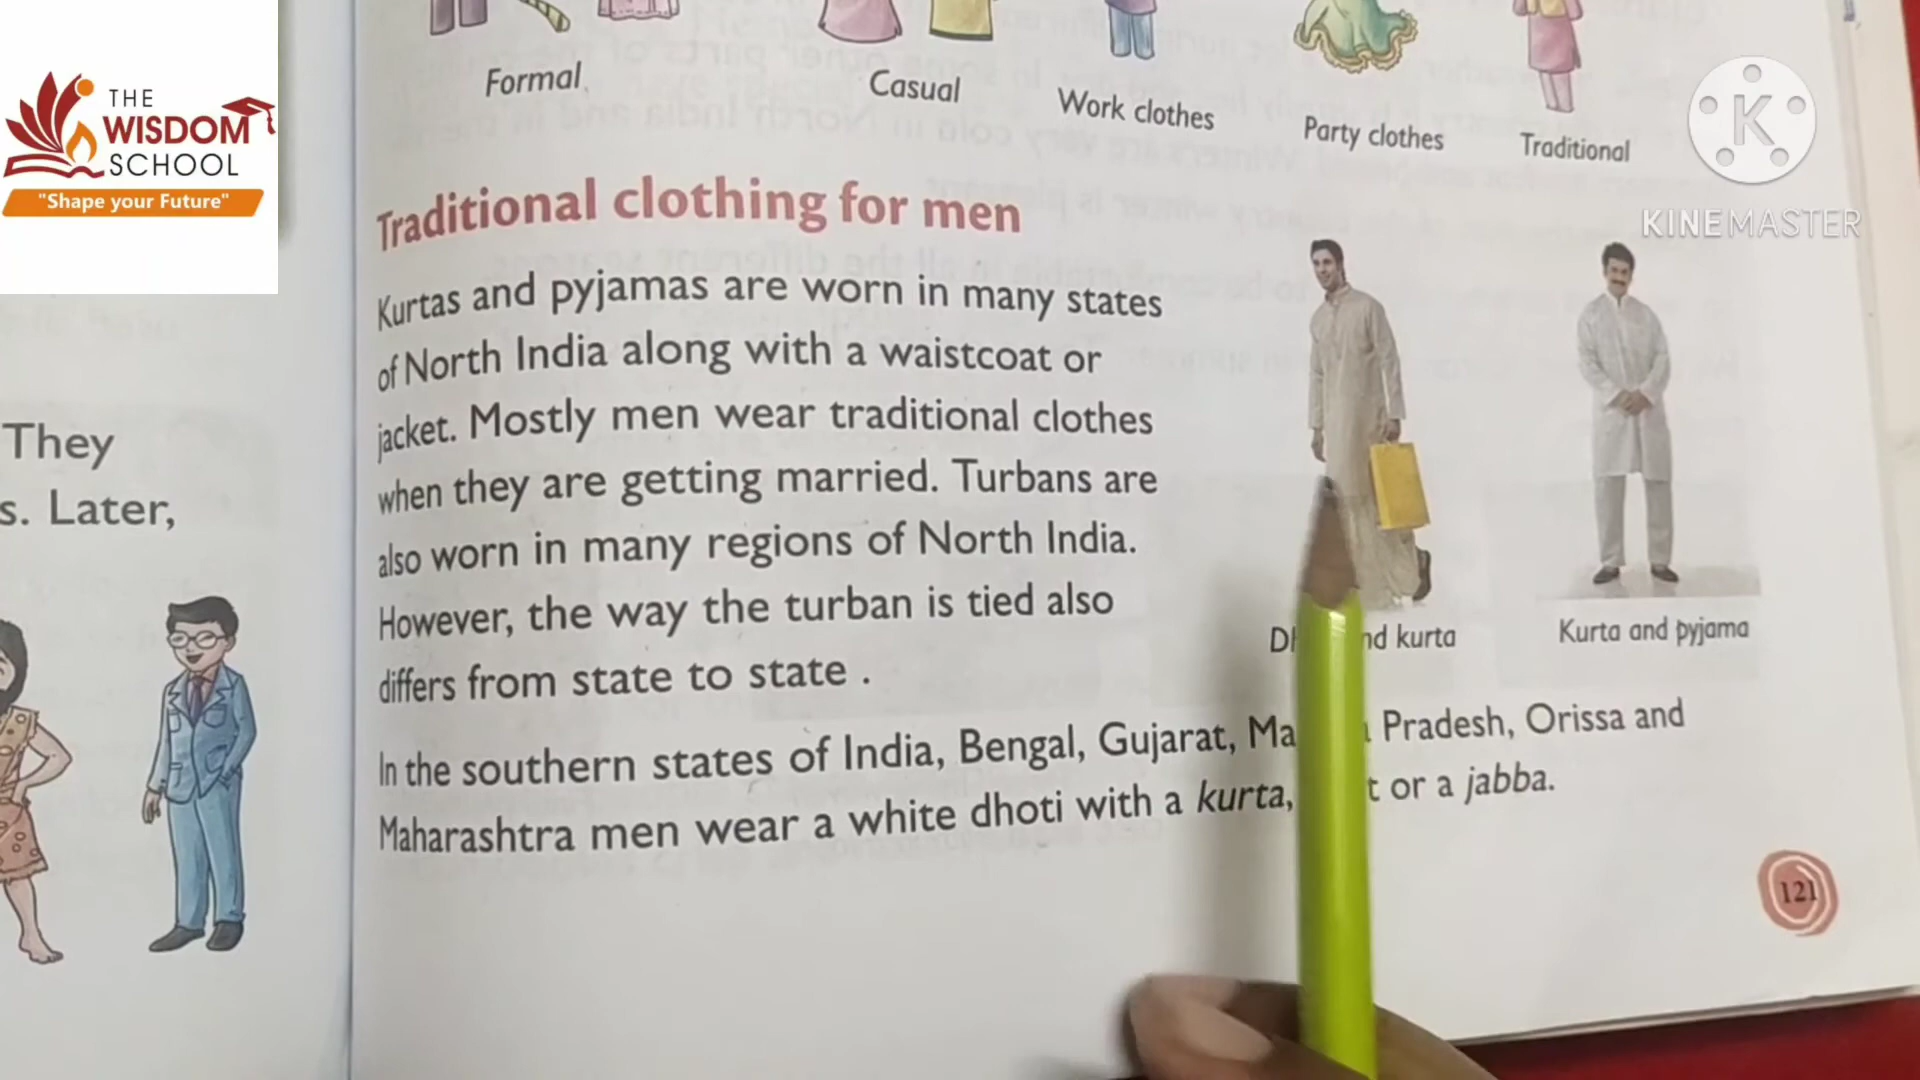 THE
WISDOM
SCHOOL
"Shape your Future"
They
s. Later,
Formal
Casual
Work clothes
Party clothes
Traditional
KINEMASTER
Traditional clothing for men
Kurtas and pyjamas are worn in many states
of North India along with a waistcoat or
jacket. Mostly men wear traditional clothes
when they are getting married. Turbans are
also worn in many regions of North India.
However, the way the turban is tied also
differs from state to state .
kurta
Kurta and pyjama
In the southern states of India, Bengal, Gujarat, Pradesh, Orissa and
Maharashtra men wear a white dhoti with a kurta, or a jabba.
121